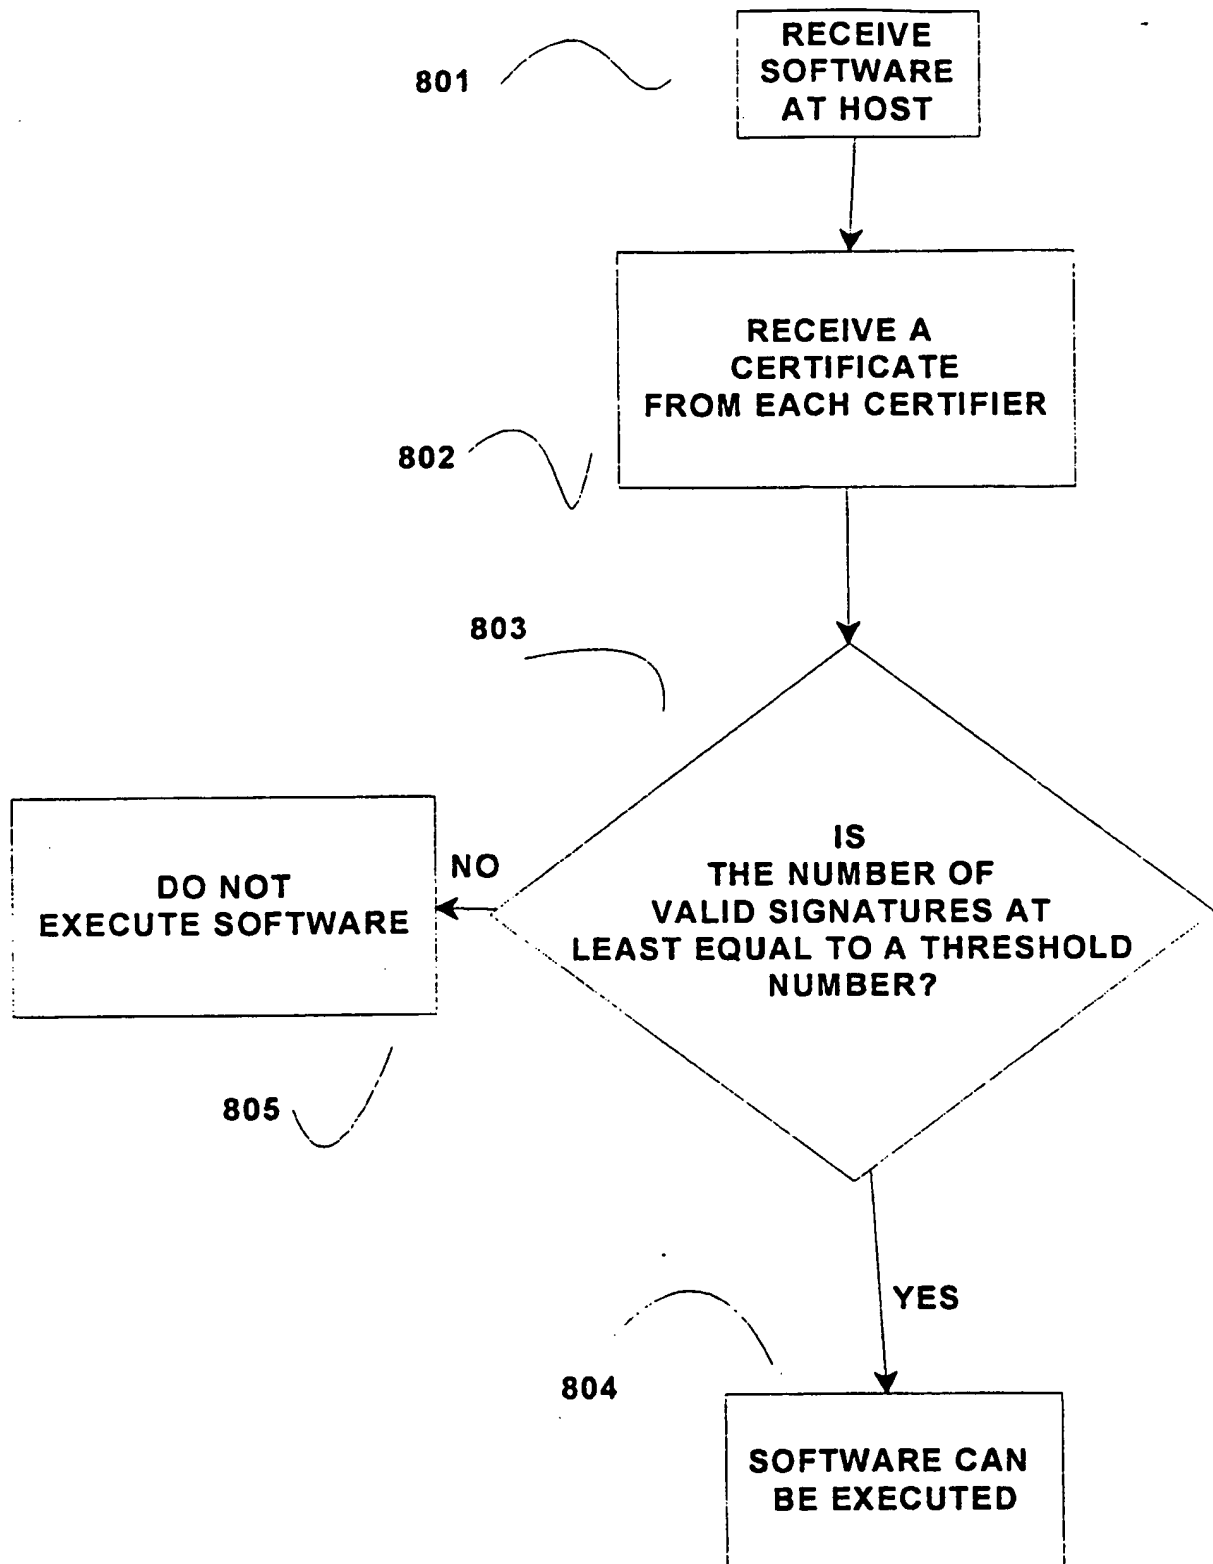 801
RECEIVE
SOFTWARE
AT HOST
RECEIVE A
CERTIFICATE
FROM EACH CERTIFIER
802
803
IS
THE NUMBER OF
VALID SIGNATURES AT
LEAST EQUAL TO A THRESHOLD
NUMBER?
NO
DO NOT
EXECUTE SOFTWARE
805
YES
804
SOFTWARE CAN
BE EXECUTED